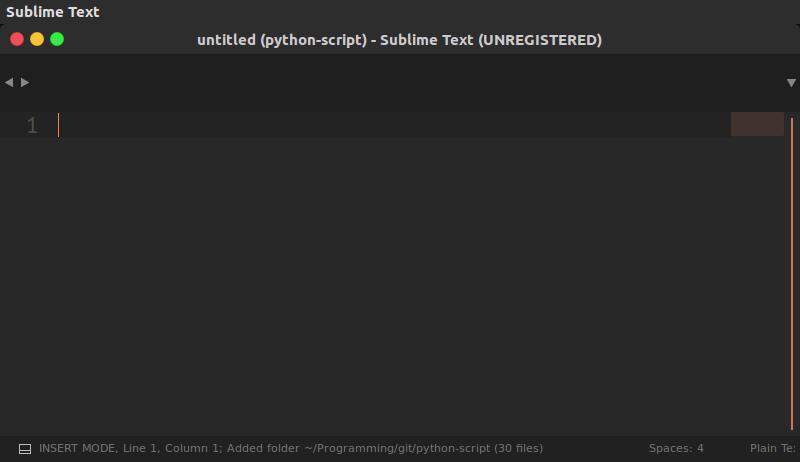 Sublime Text
untitled (python-script) - Sublime Text (UNREGISTERED)
1
INSERT MODE, Line 1, Column 1; Added folder ~/Programming/git/python-script (30 files) Spaces: 4 Plain Te